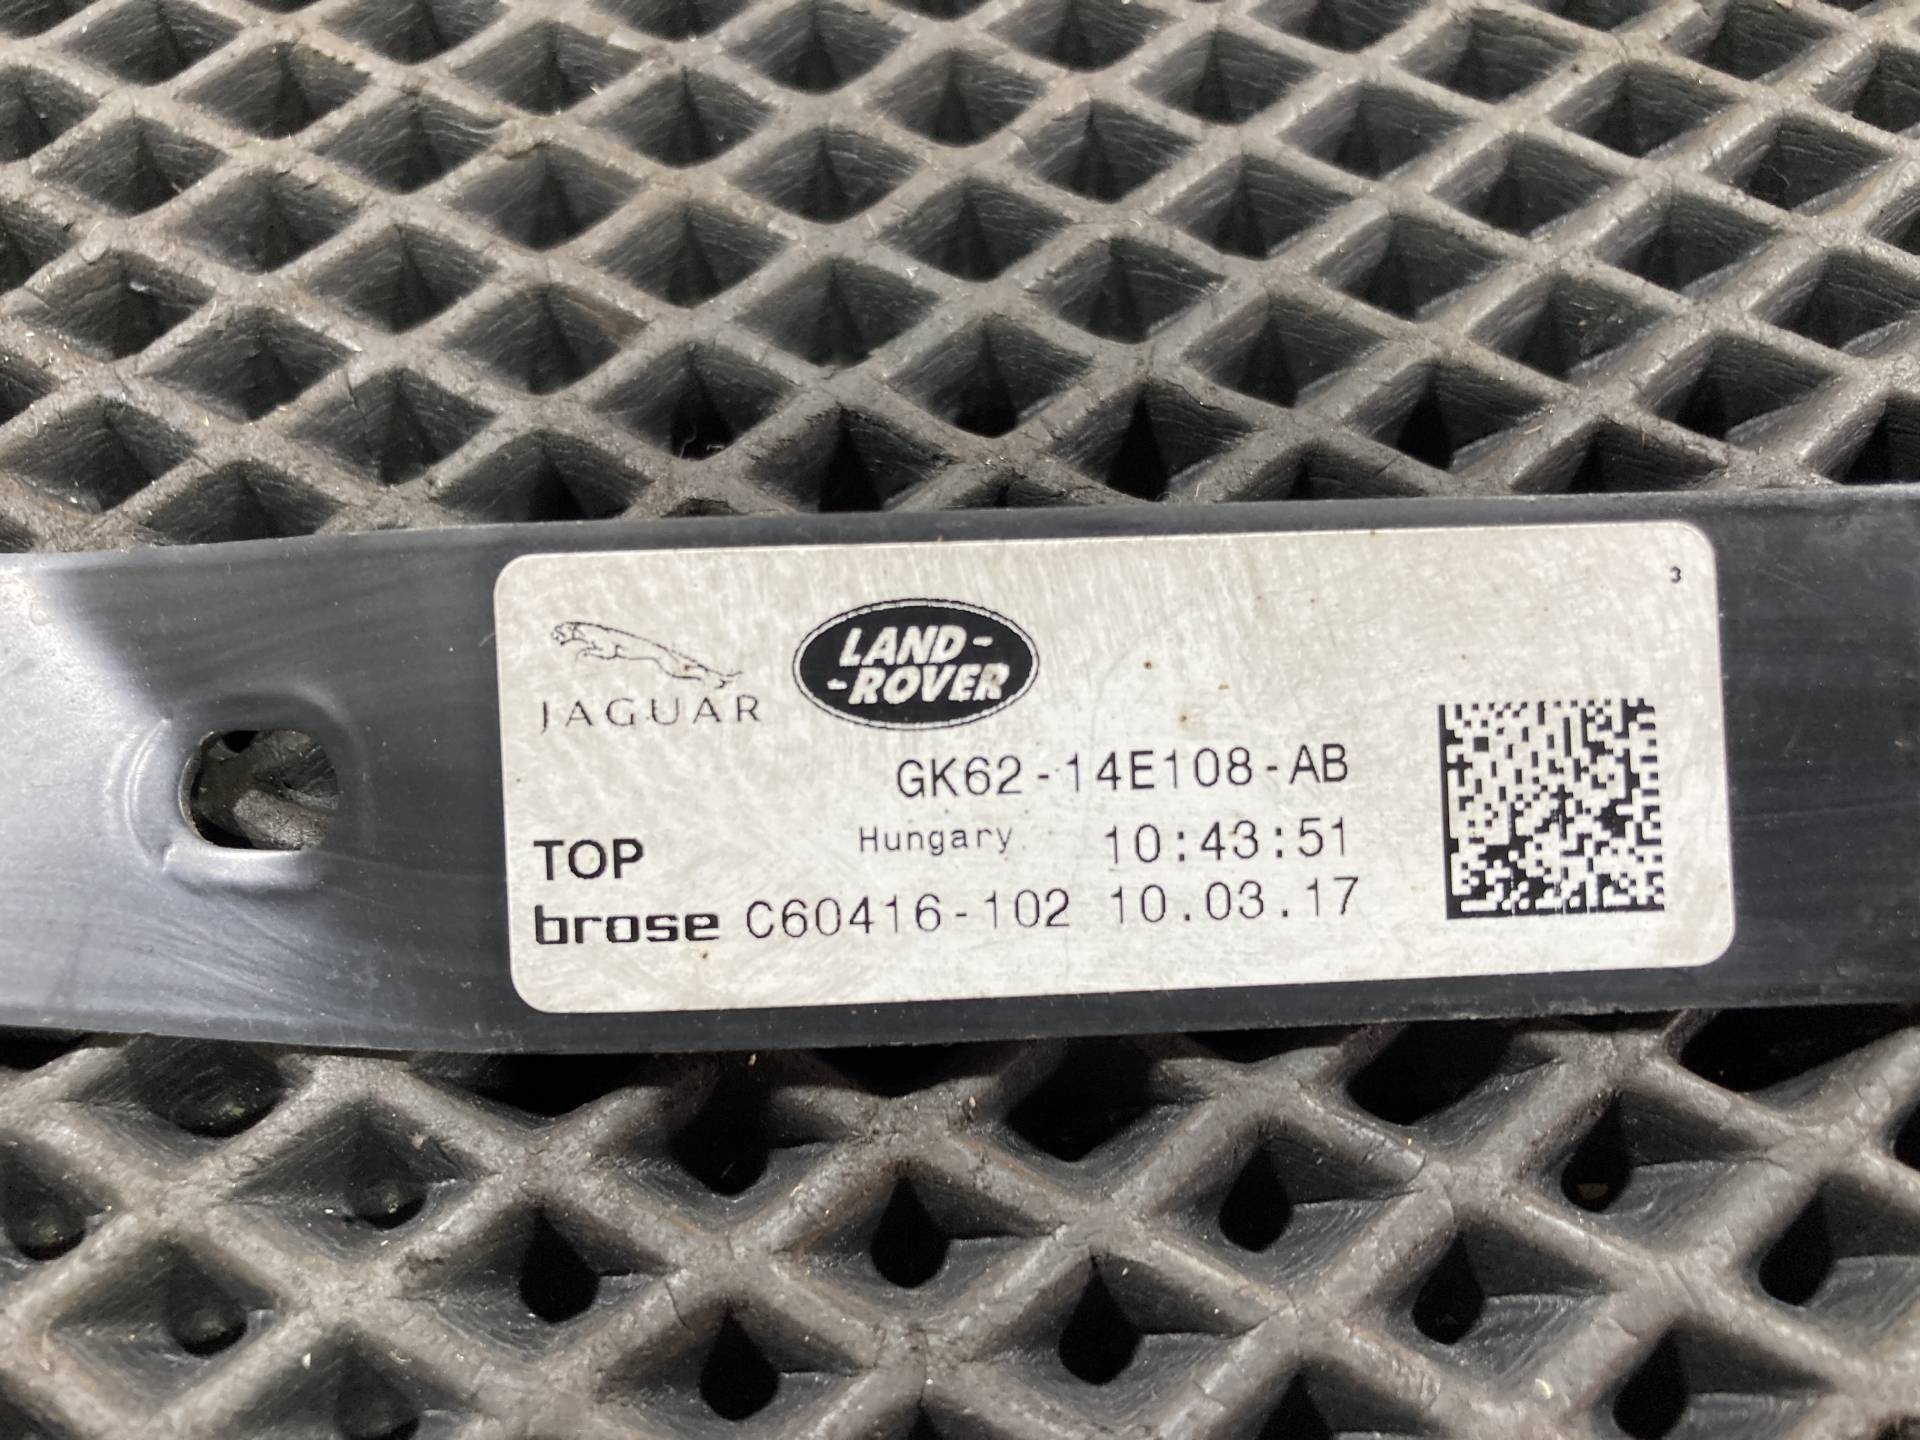 3
JAGUAR
LAND-
-ROVER
GK62-14E108-AB
TOP Hungary 10:43:51
brose C60416-102 10.03.17